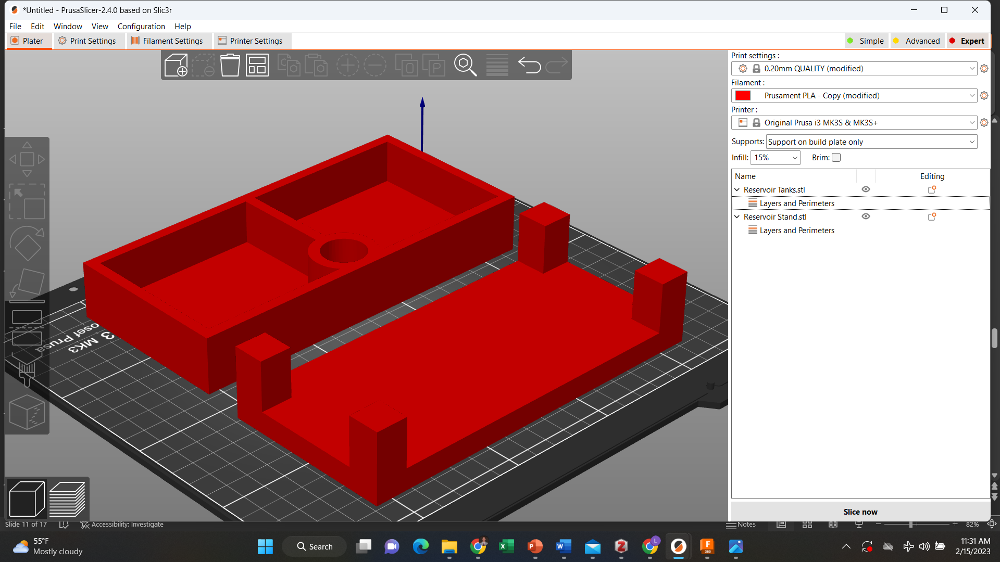 *Untitled - PrusaSlicer-2.4.0 based on Slic3r
File Edit Window View Configuration Help
Plater Print Settings Filament Settings Printer Settings Simple Advanced Expert
Print settings :
0.20mm QUALITY (modified)
Filament :
Prusament PLA - Copy (modified)
Printer :
Original Prusa i3 MK3S & MK3S+
Supports: Support on build plate only
Infill: 15% Brim:
Name Editing
Reservoir Tanks.stl
Layers and Perimeters
Reservoir Stand.stl
Layers and Perimeters
3 MK3
osef Prusa
Slice now
Slide 11 of 17 Accessibility: Investigate Notes 82%
55°F
Mostly cloudy
Search
11:31 AM
2/15/2023